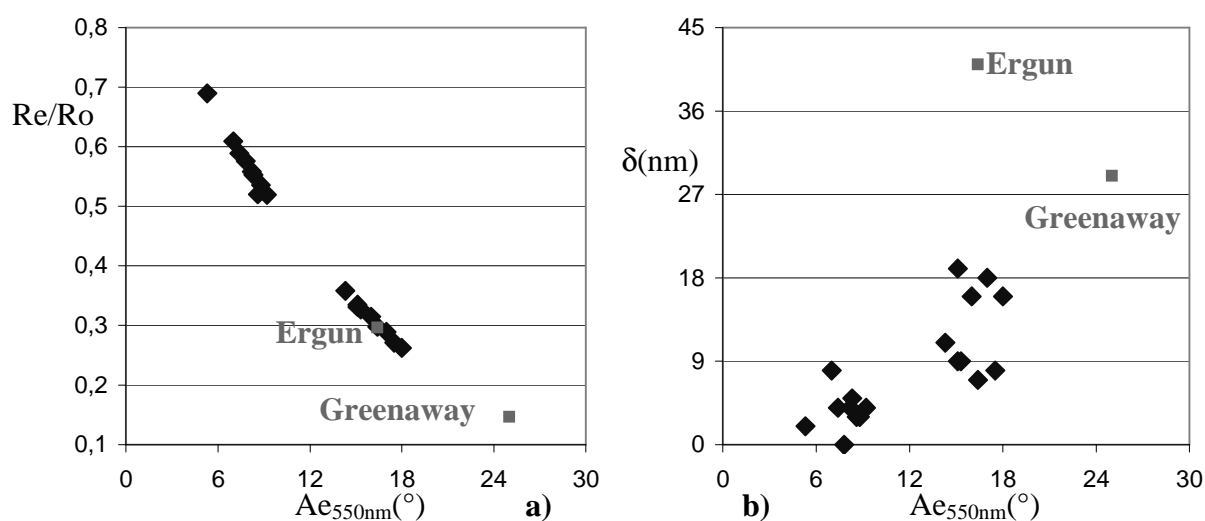 0,8
0,7
Re/Ro
0,6
0,5
0,4
0,3
Ergun
0,2
Greenaway
0,1
0 6 12 18 24 30
Ae550nm(°) a)
45
Ergun
36
δ(nm)
27
Greenaway
18
9
0
0 6 12 18 24 30
b) Ae550nm(°)